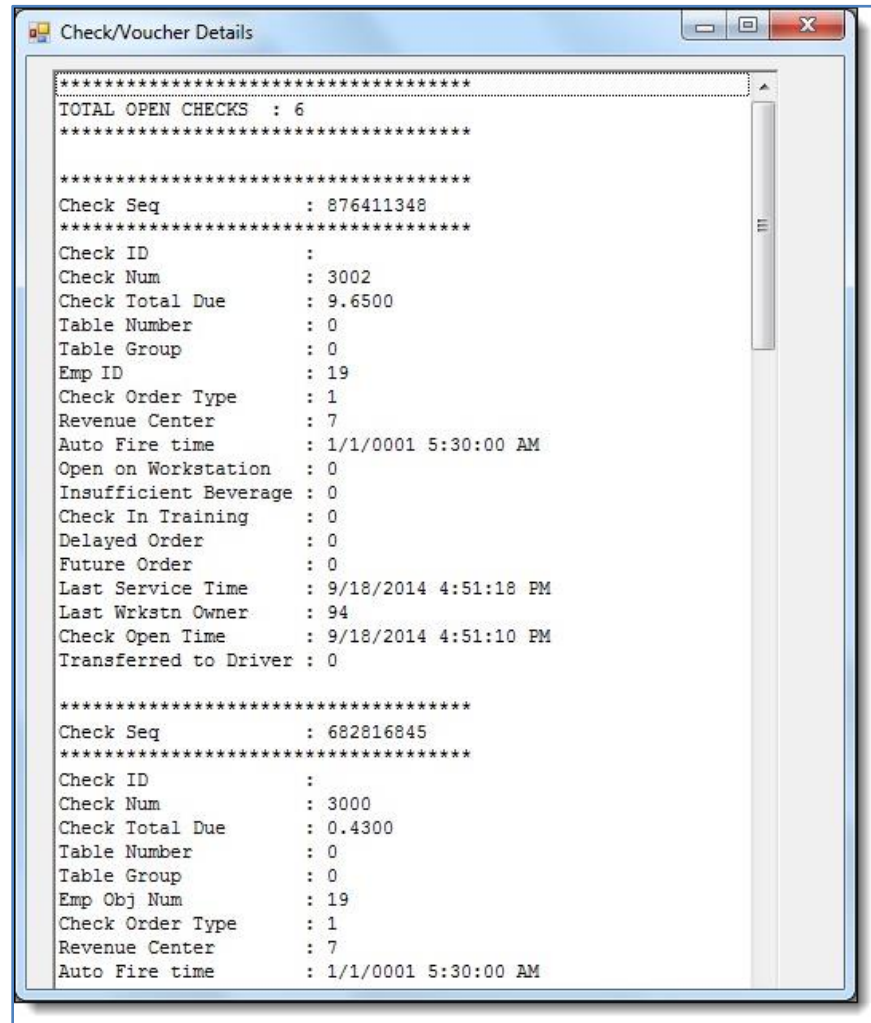 Check/Voucher Details
*************************************
TOTAL OPEN CHECKS  : 6
*************************************
*************************************
Check Seq             : 876411348
*************************************
Check ID              :
Check Num             : 3002
Check Total Due       : 9.6500
Table Number          : 0
Table Group           : 0
Emp ID                : 19
Check Order Type      : 1
Revenue Center        : 7
Auto Fire time        : 1/1/0001 5:30:00 AM
Open on Workstation   : 0
Insufficient Beverage : 0
Check In Training     : 0
Delayed Order         : 0
Future Order          : 0
Last Service Time     : 9/18/2014 4:51:18 PM
Last Wrkstn Owner     : 94
Check Open Time       : 9/18/2014 4:51:10 PM
Transferred to Driver : 0
*************************************
Check Seq             : 682816845
*************************************
Check ID              :
Check Num             : 3000
Check Total Due       : 0.4300
Table Number          : 0
Table Group           : 0
Emp Obj Num           : 19
Check Order Type      : 1
Revenue Center        : 7
Auto Fire time        : 1/1/0001 5:30:00 AM